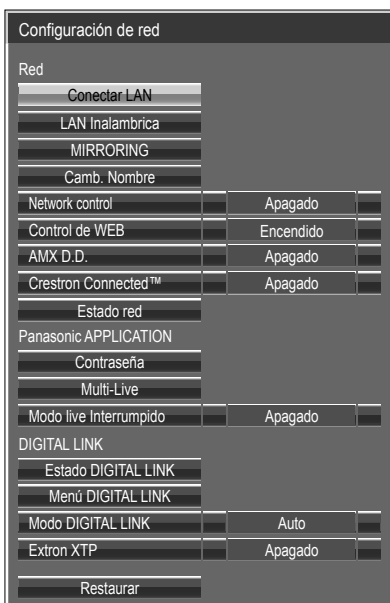 Configuración de red
Red
Conectar LAN
LAN Inalambrica
MIRRORING
Camb. Nombre
Network control Apagado
Control de WEB Encendido
AMX D.D. Apagado
Crestron Connected™ Apagado
Estado red
Panasonic APPLICATION
Contraseña
Multi-Live
Modo live Interrumpido Apagado
DIGITAL LINK
Estado DIGITAL LINK
Menú DIGITAL LINK
Modo DIGITAL LINK Auto
Extron XTP Apagado
Restaurar